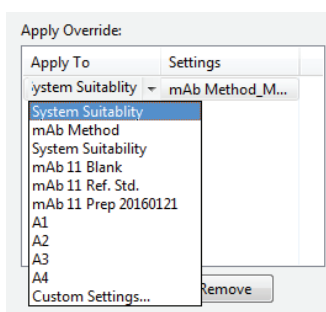 Apply Override:
Apply To Settings
ystem Suitablity mAb Method_M...
System Suitablity
mAb Method
System Suitability
mAb 11 Blank
mAb 11 Ref. Std.
mAb 11 Prep 20160121
A1
A2
A3
A4
Custom Settings...
Remove